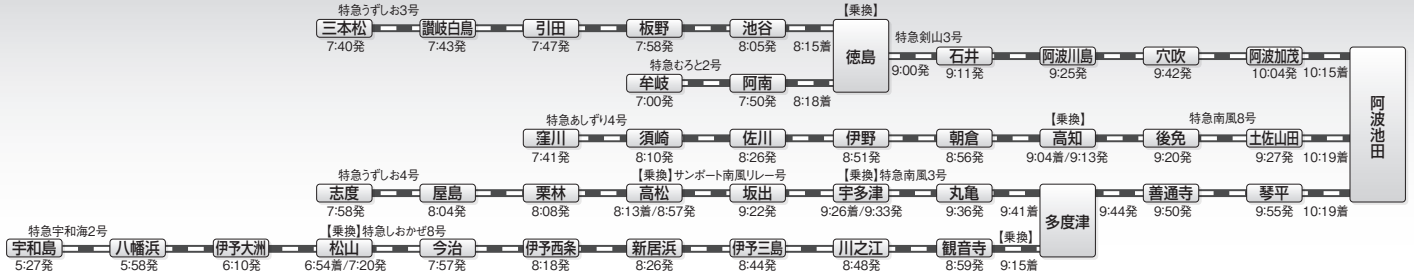 特急うずしお3号 【乗換】
三本松 讃岐白鳥 引田 板野 池谷 徳島
7:40発 7:43発 7:47発 7:58発 8:05発 8:15着
特急剣山3号
石井 阿波川島 穴吹 阿波加茂 阿波池田
9:00発 9:11発 9:25発 9:42発 10:04発 10:15着
特急むろと2号
牟岐 阿南
7:00発 7:50発 8:18着
特急あしずり4号 【乗換】 特急南風8号
窪川 須崎 佐川 伊野 朝倉 高知 後免 土佐山田
7:41発 8:10発 8:26発 8:51発 8:56発 9:04着/9:13発 9:20発 9:27発 10:19着
特急うずしお4号 【乗換】サンポート南風リレー号 【乗換】特急南風3号
志度 屋島 栗林 高松 坂出 宇多津 丸亀 多度津 善通寺 琴平
7:58発 8:04発 8:08発 8:13着/8:57発 9:22発 9:26着/9:33発 9:36発 9:41着 9:44発 9:50発 9:55発 10:19着
特急宇和海2号 【乗換】特急しおかぜ8号 【乗換】
宇和島 八幡浜 伊予大洲 松山 今治 伊予西条 新居浜 伊予三島 川之江 観音寺
5:27発 5:58発 6:10発 6:54着/7:20発 7:57発 8:18発 8:26発 8:44発 8:48発 8:59発 9:15着